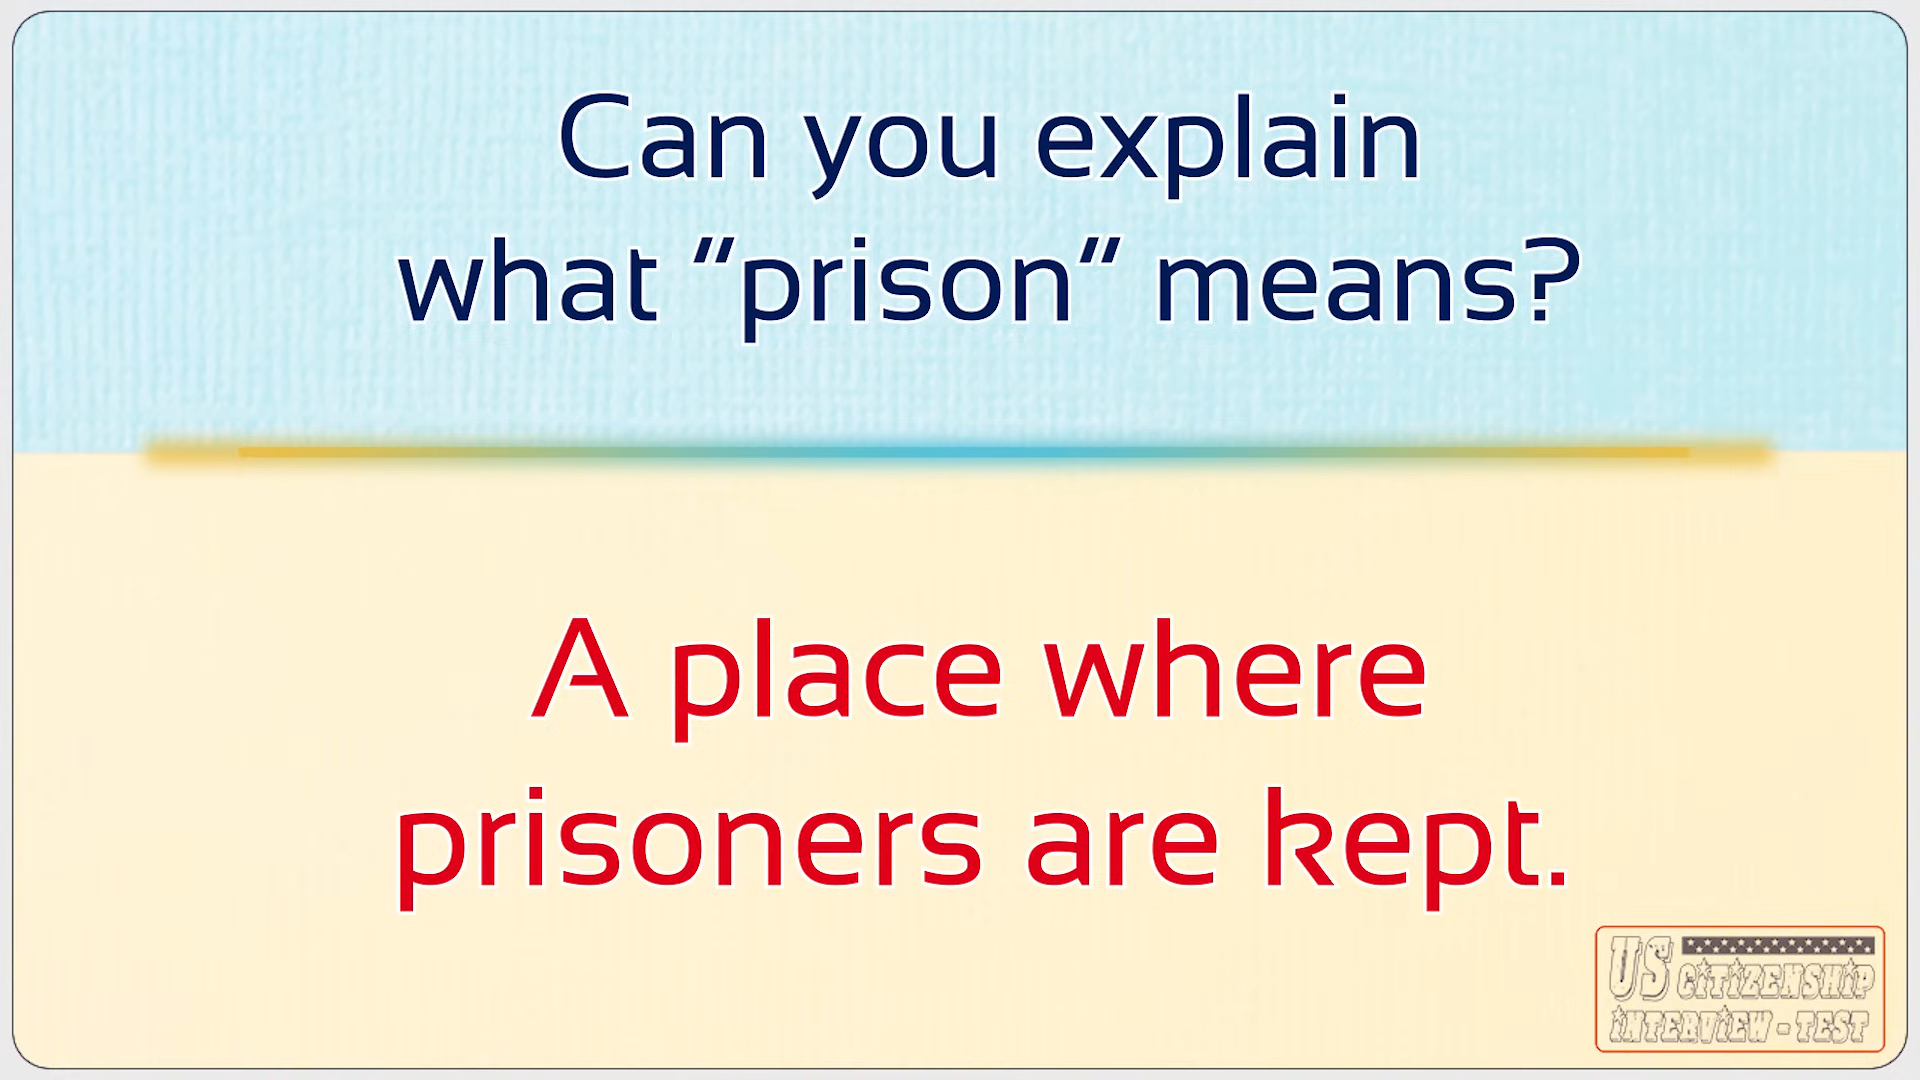 Can you explain
what “prison” means?
A place where
prisoners are kept.
US CITIZENSHIP
INTERVIEW - TEST